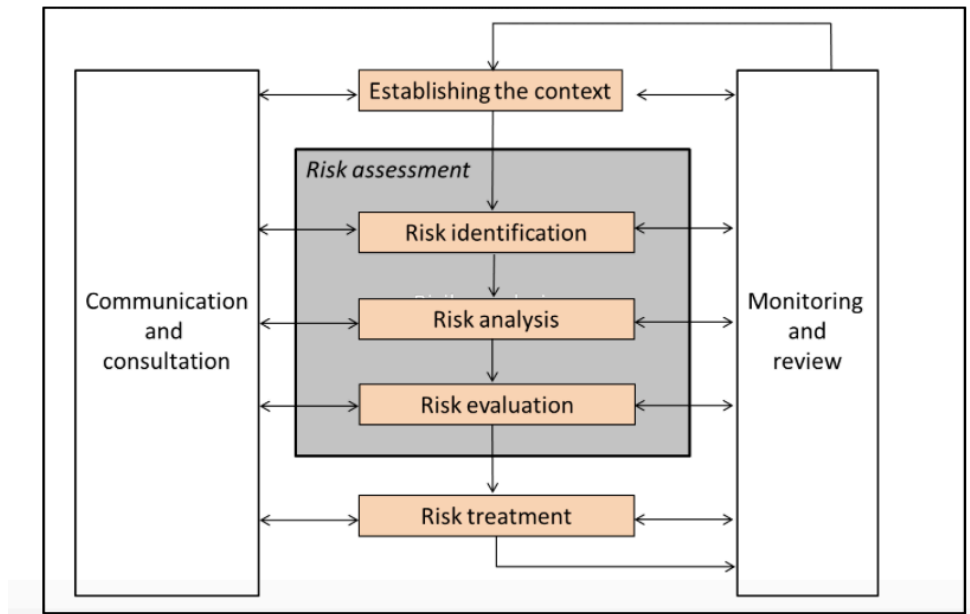 Establishing the context
Risk assessment
Risk identification
Communication
and
consultation
Monitoring
and
review
Risk analysis
Risk evaluation
Risk treatment